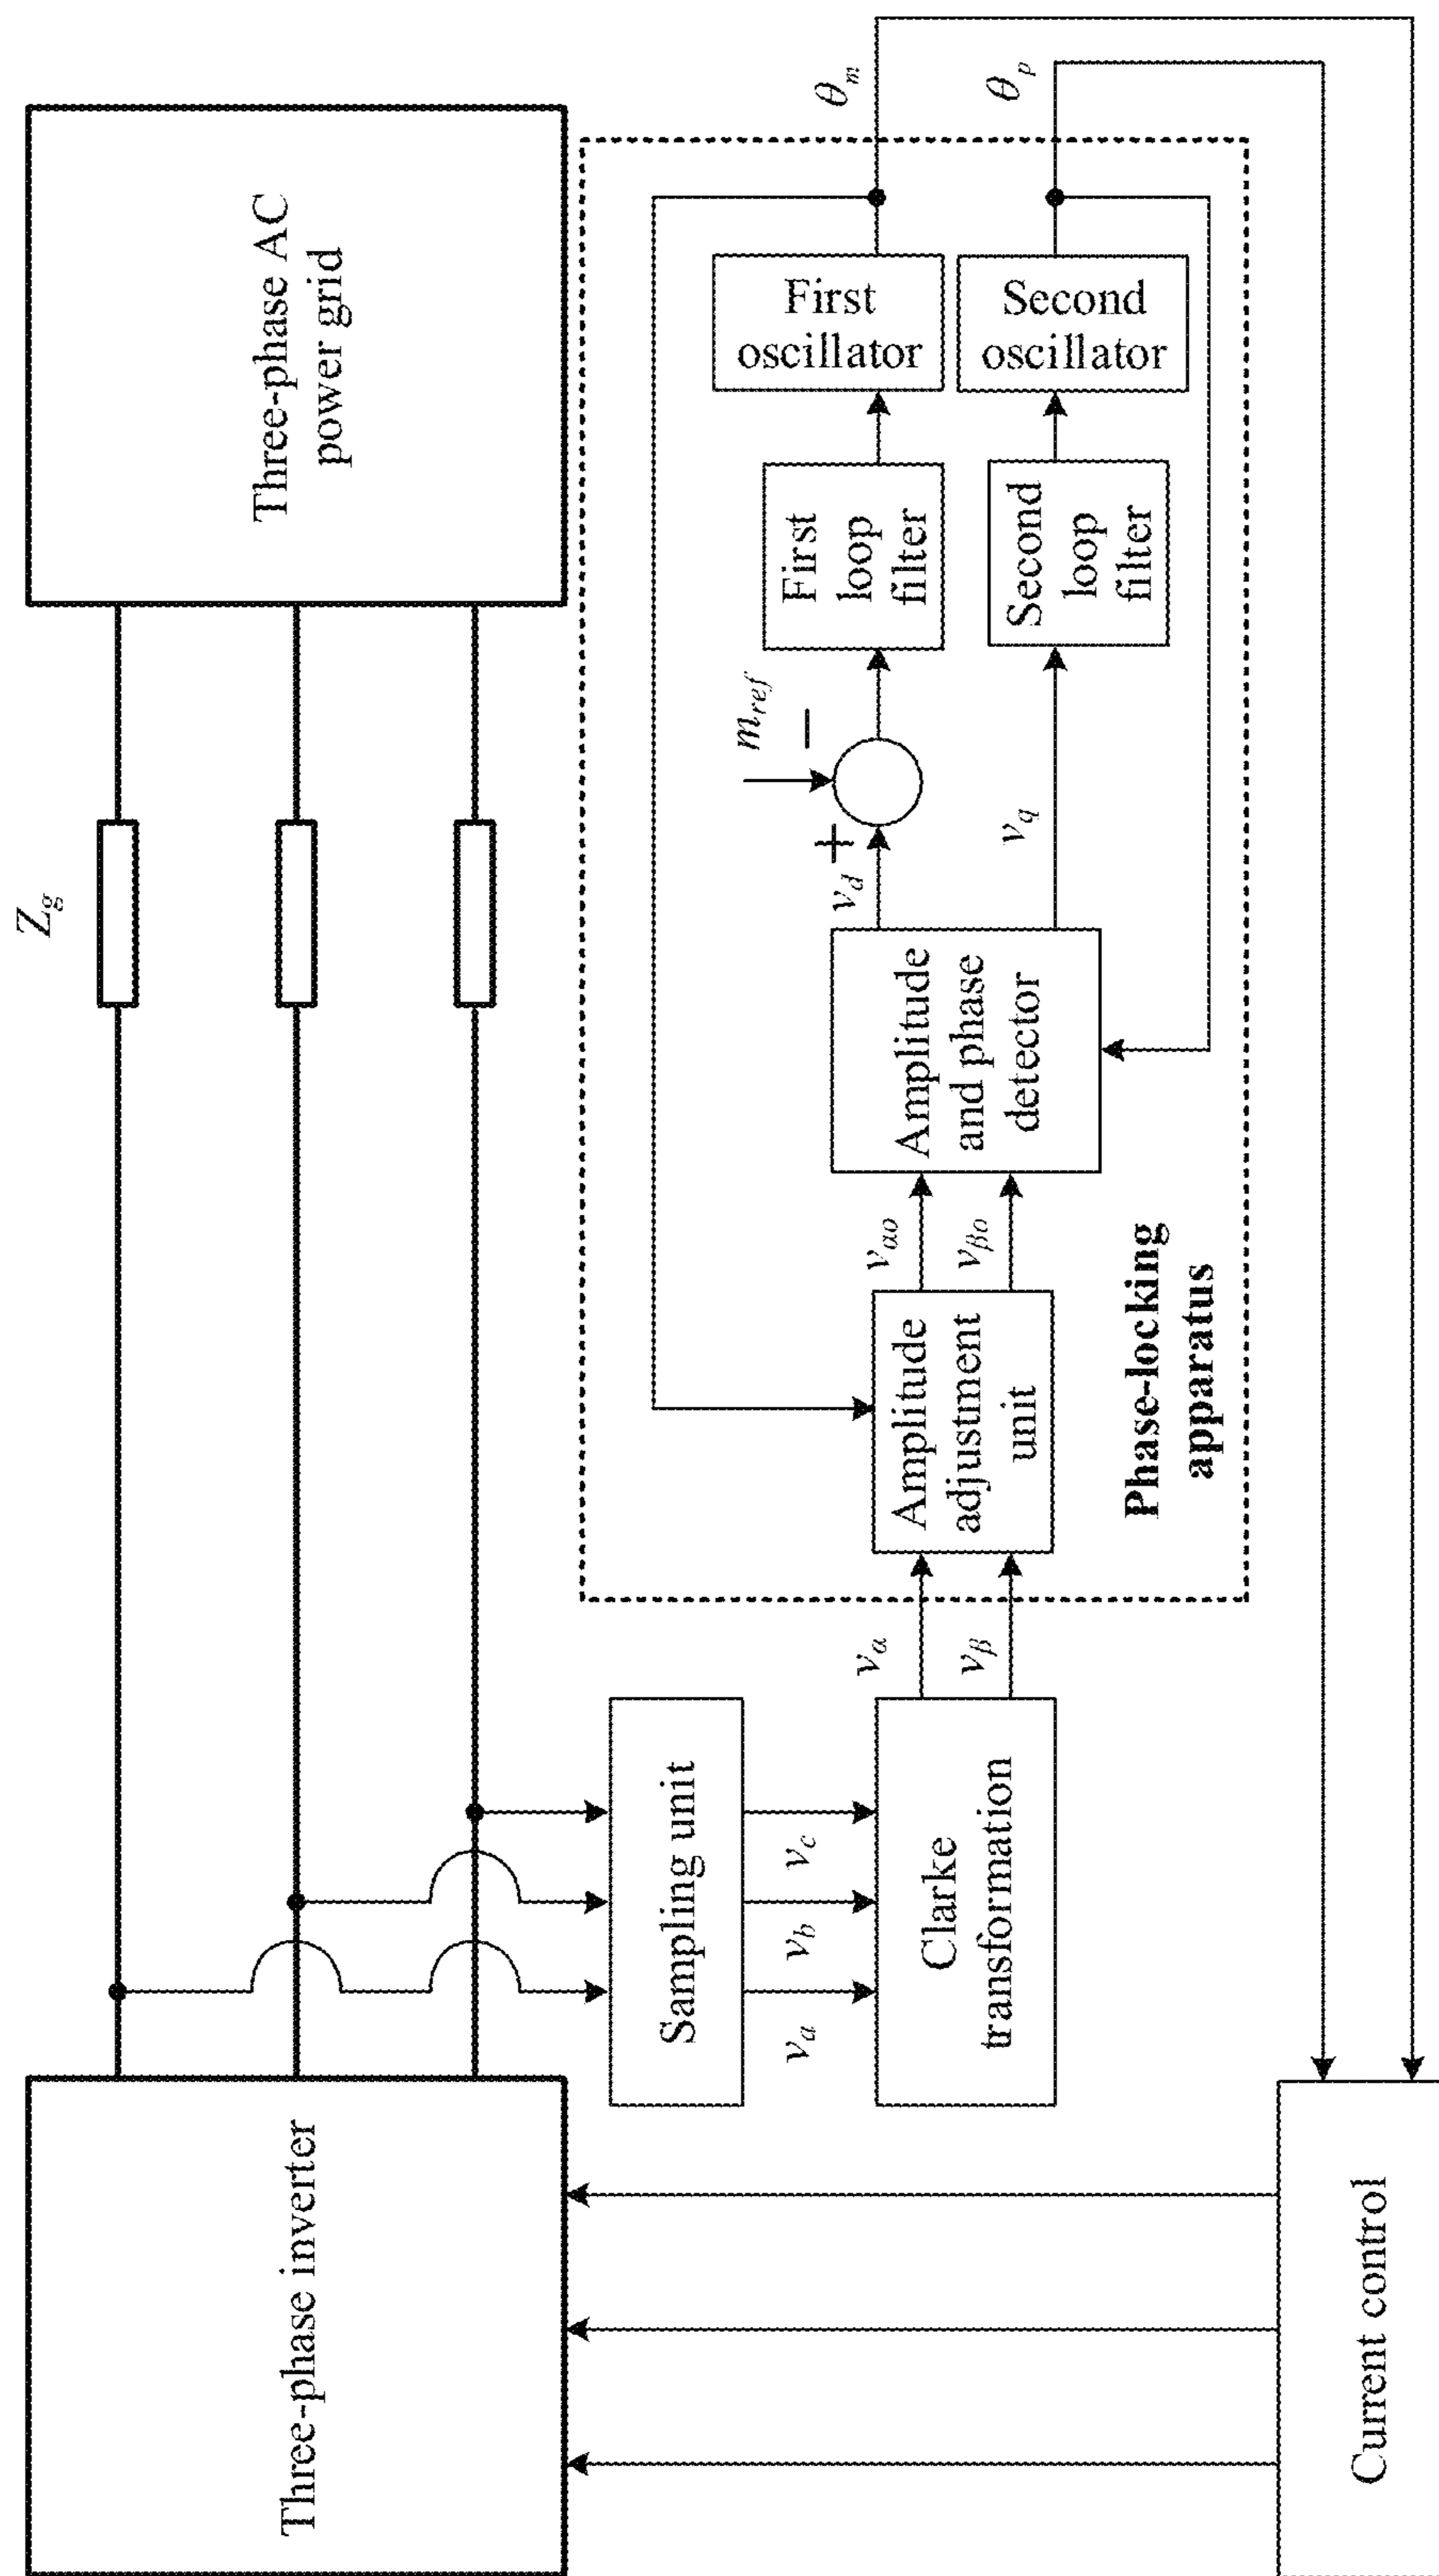 Three-phase inverter
Z_g
Three-phase AC
power grid
Sampling unit
v_a
v_b
v_c
Clarke
transformation
v_α
v_β
Amplitude
adjustment
unit
v_αo
v_βo
Amplitude
and phase
detector
v_d
+
m_ref
−
v_q
First
loop
filter
Second
loop
filter
First
oscillator
Second
oscillator
θ_m
θ_p
Phase-locking
apparatus
Current control